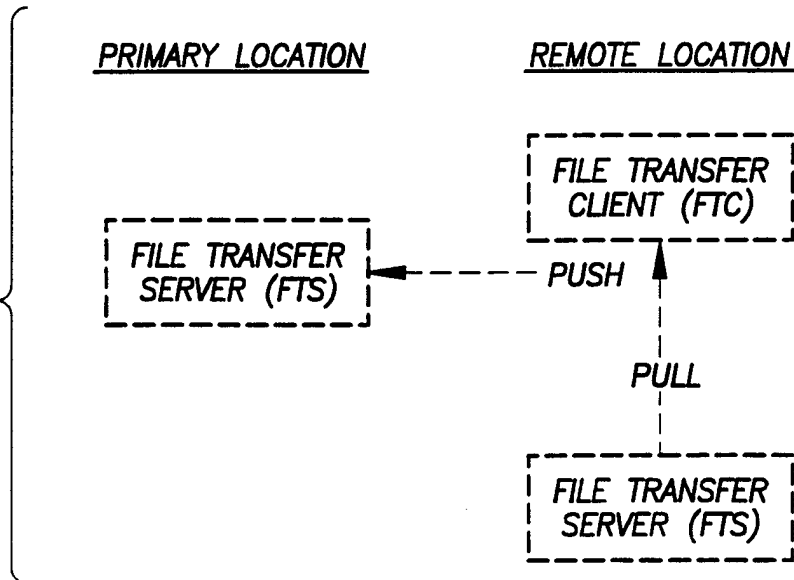 PRIMARY LOCATION
REMOTE LOCATION
FILE TRANSFER
CLIENT (FTC)
FILE TRANSFER
SERVER (FTS)
PUSH
PULL
FILE TRANSFER
SERVER (FTS)